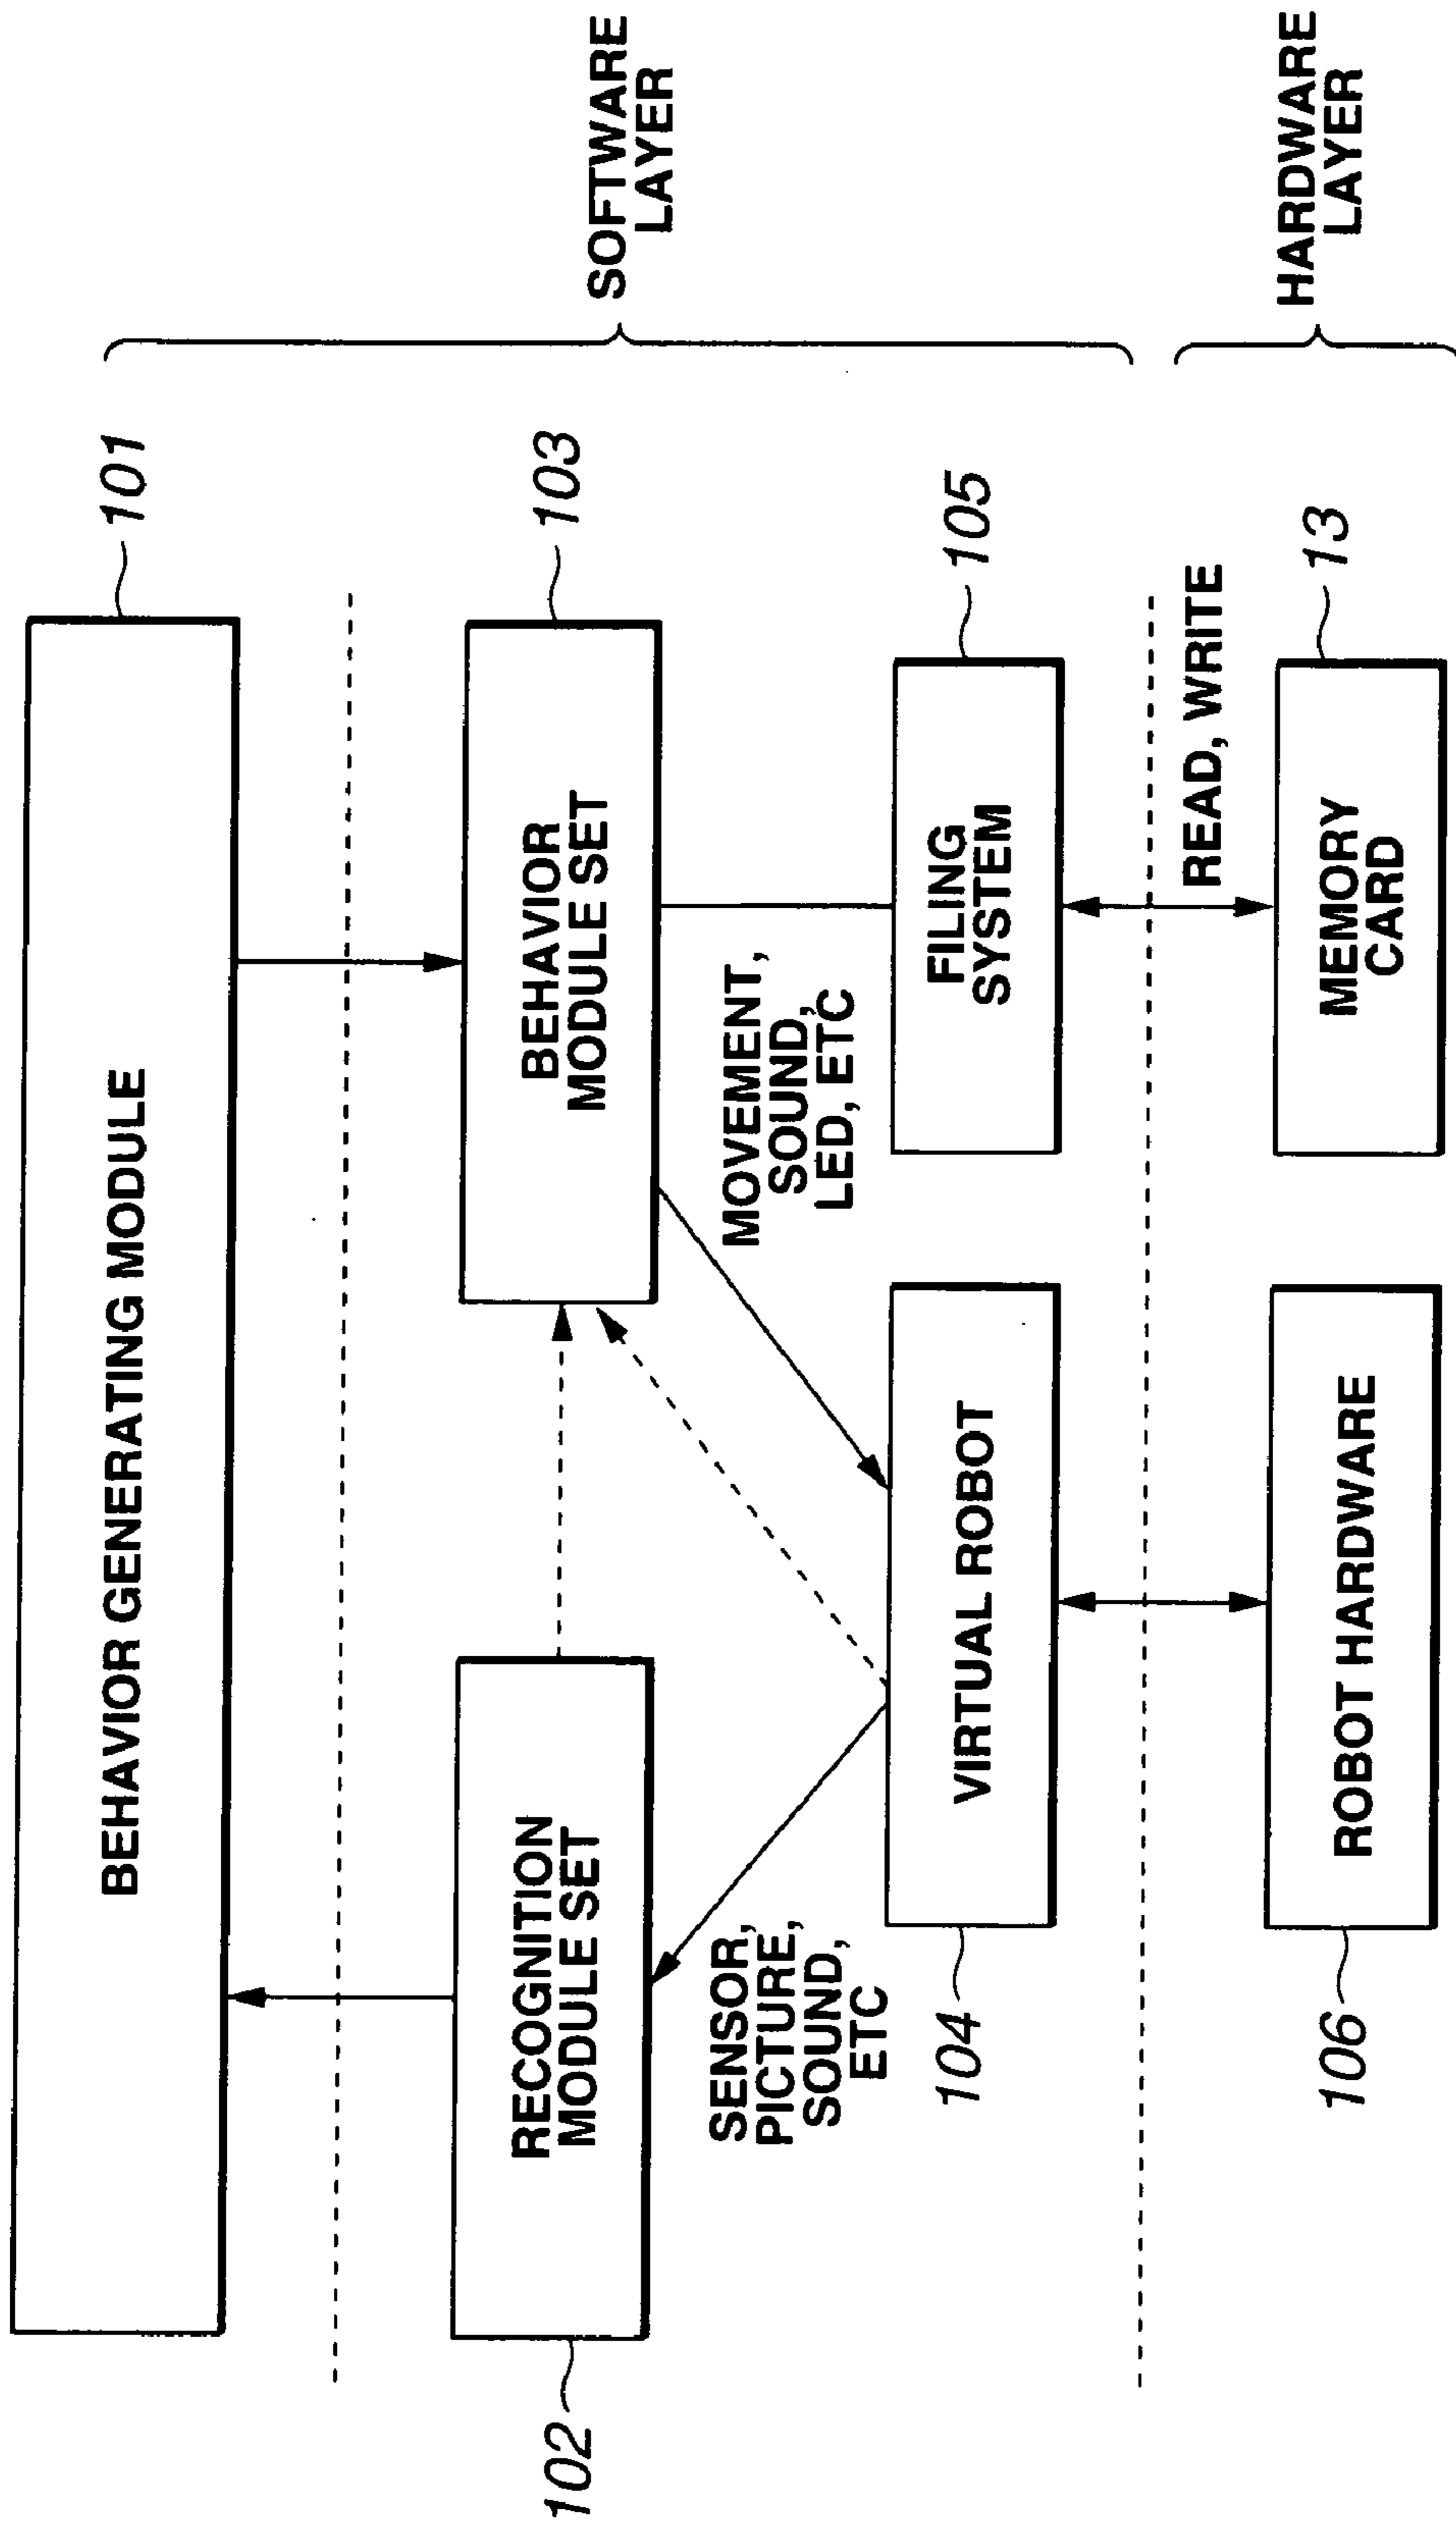 BEHAVIOR GENERATING MODULE
101
RECOGNITION
MODULE SET
102
BEHAVIOR
MODULE SET
103
SENSOR,
PICTURE,
SOUND,
ETC
MOVEMENT,
SOUND,
LED, ETC
SOFTWARE
LAYER
104
VIRTUAL ROBOT
FILING
SYSTEM
105
READ, WRITE
106
ROBOT HARDWARE
MEMORY
CARD
13
HARDWARE
LAYER